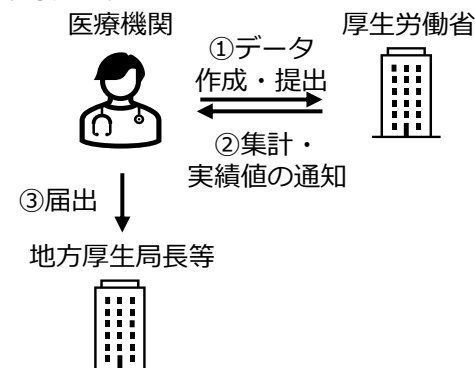 医療機関
厚生労働省
①データ
作成・提出
②集計・
実績値の通知
③届出
地方厚生局長等